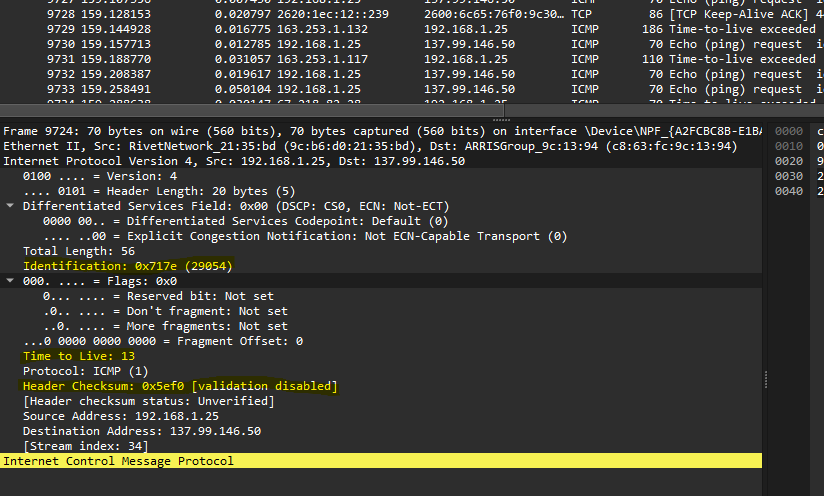 9728 159.128153 0.020797 2620:1ec:12::239 2600:6c65:76f0:9c30… TCP 86 [TCP Keep-Alive ACK] 4
9729 159.144928 0.016775 163.253.1.132 192.168.1.25 ICMP 186 Time-to-live exceeded
9730 159.157713 0.012785 192.168.1.25 137.99.146.50 ICMP 70 Echo (ping) request i
9731 159.188770 0.031057 163.253.1.117 192.168.1.25 ICMP 110 Time-to-live exceeded
9732 159.208387 0.019617 192.168.1.25 137.99.146.50 ICMP 70 Echo (ping) request i
9733 159.258491 0.050104 192.168.1.25 137.99.146.50 ICMP 70 Echo (ping) request i
Frame 9724: 70 bytes on wire (560 bits), 70 bytes captured (560 bits) on interface \Device\NPF_{A2FCBC8B-E1BA
Ethernet II, Src: RivetNetwork_21:35:bd (9c:b6:d0:21:35:bd), Dst: ARRISGroup_9c:13:94 (c8:63:fc:9c:13:94)
Internet Protocol Version 4, Src: 192.168.1.25, Dst: 137.99.146.50
0100 .... = Version: 4
.... 0101 = Header Length: 20 bytes (5)
Differentiated Services Field: 0x00 (DSCP: CS0, ECN: Not-ECT)
0000 00.. = Differentiated Services Codepoint: Default (0)
.... ..00 = Explicit Congestion Notification: Not ECN-Capable Transport (0)
Total Length: 56
Identification: 0x717e (29054)
000. .... = Flags: 0x0
0... .... = Reserved bit: Not set
.0.. .... = Don't fragment: Not set
..0. .... = More fragments: Not set
...0 0000 0000 0000 = Fragment Offset: 0
Time to Live: 13
Protocol: ICMP (1)
Header Checksum: 0x5ef0 [validation disabled]
[Header checksum status: Unverified]
Source Address: 192.168.1.25
Destination Address: 137.99.146.50
[Stream index: 34]
Internet Control Message Protocol
0000 c
0010 0
0020 9
0030 2
0040 2